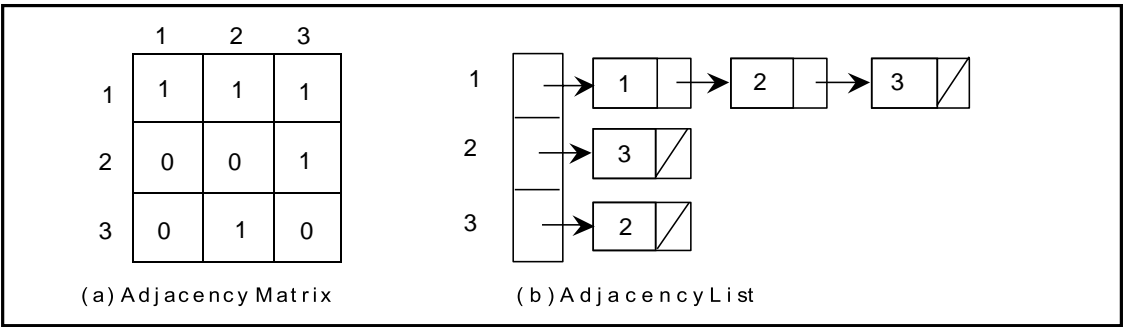 1 2 3
1 1 1 1
2 0 0 1
3 0 1 0
(a) Adjacency Matrix
1 1 2 3
2 3
3 2
(b) Adjacency List